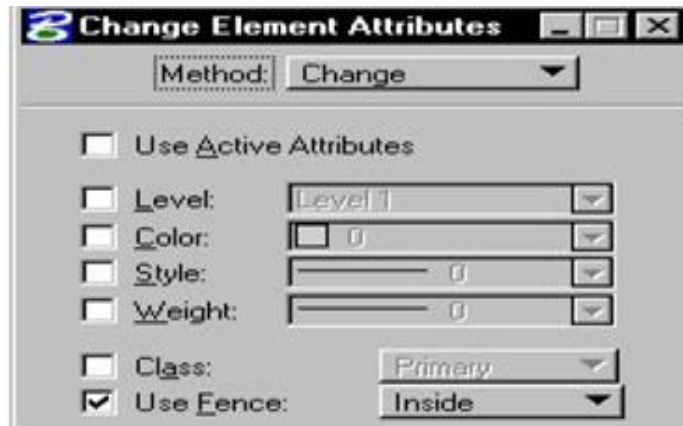 Change Element Attributes
Method: Change
Use Active Attributes
Level: Level 1
Color: 0
Style: 0
Weight: 0
Class: Primary
Use Fence: Inside